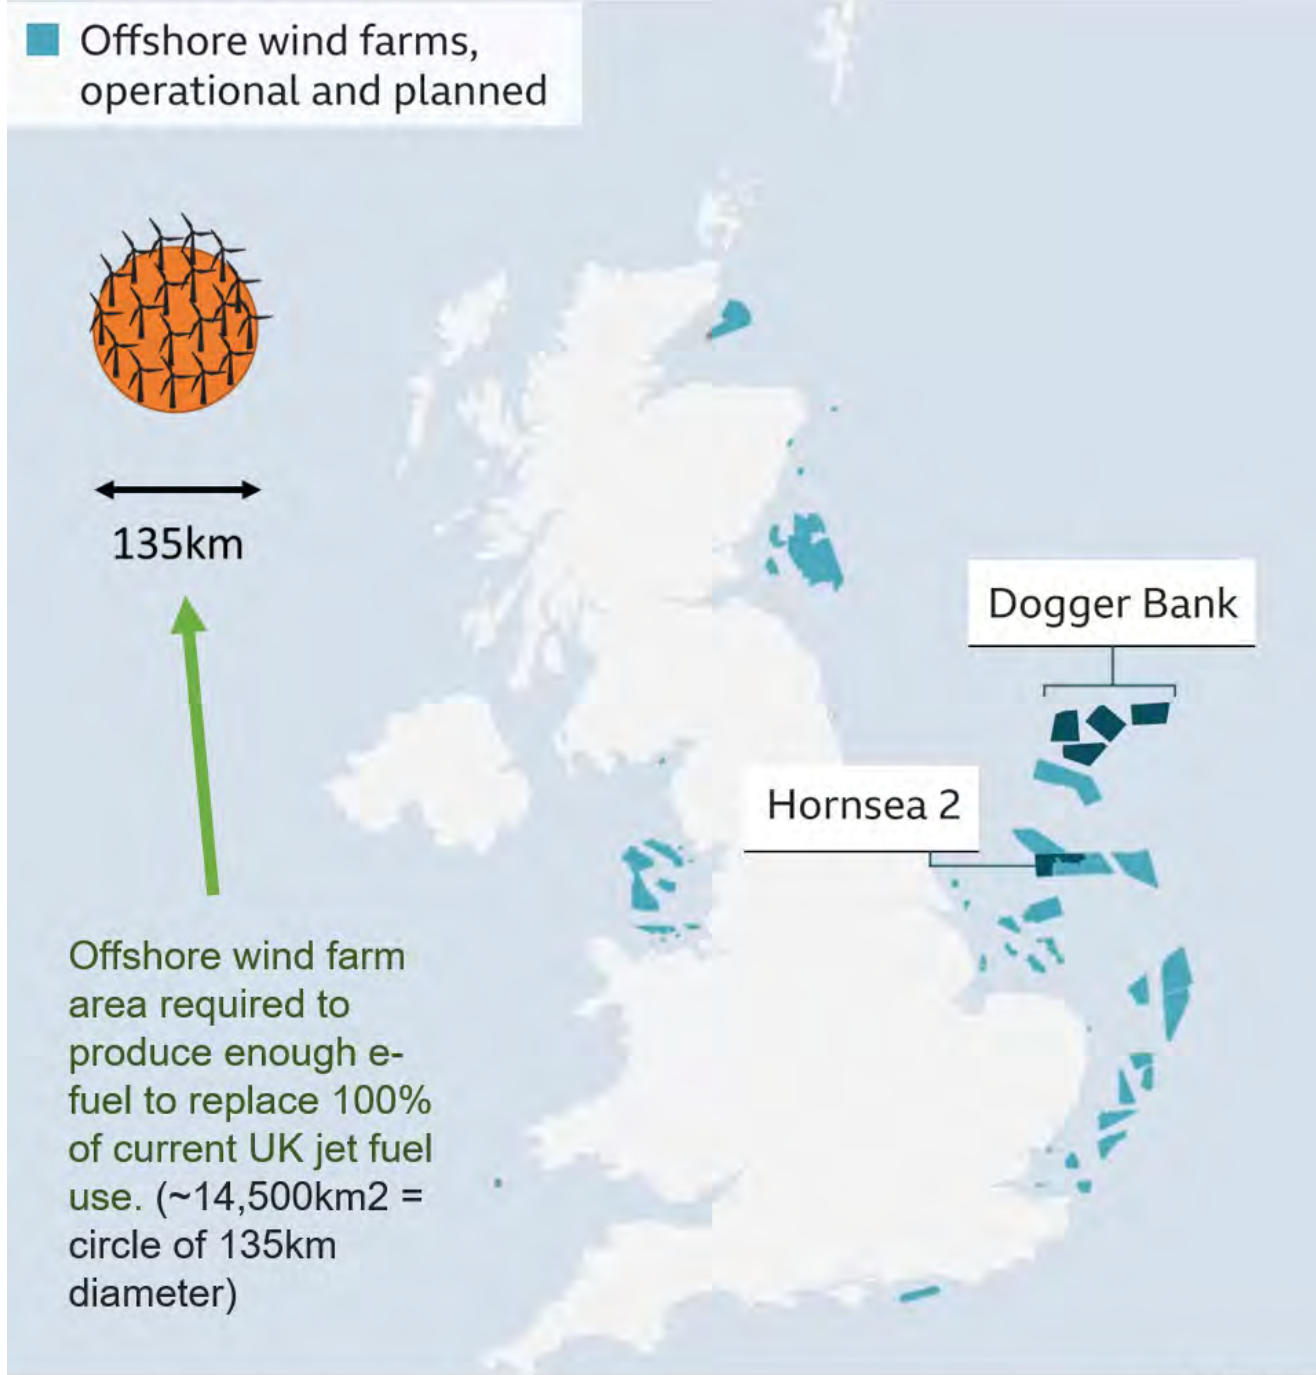 Offshore wind farms,
operational and planned
135km
Dogger Bank
Hornsea 2
Offshore wind farm
area required to
produce enough e-
fuel to replace 100%
of current UK jet fuel
use. (~14,500km2 =
circle of 135km
diameter)